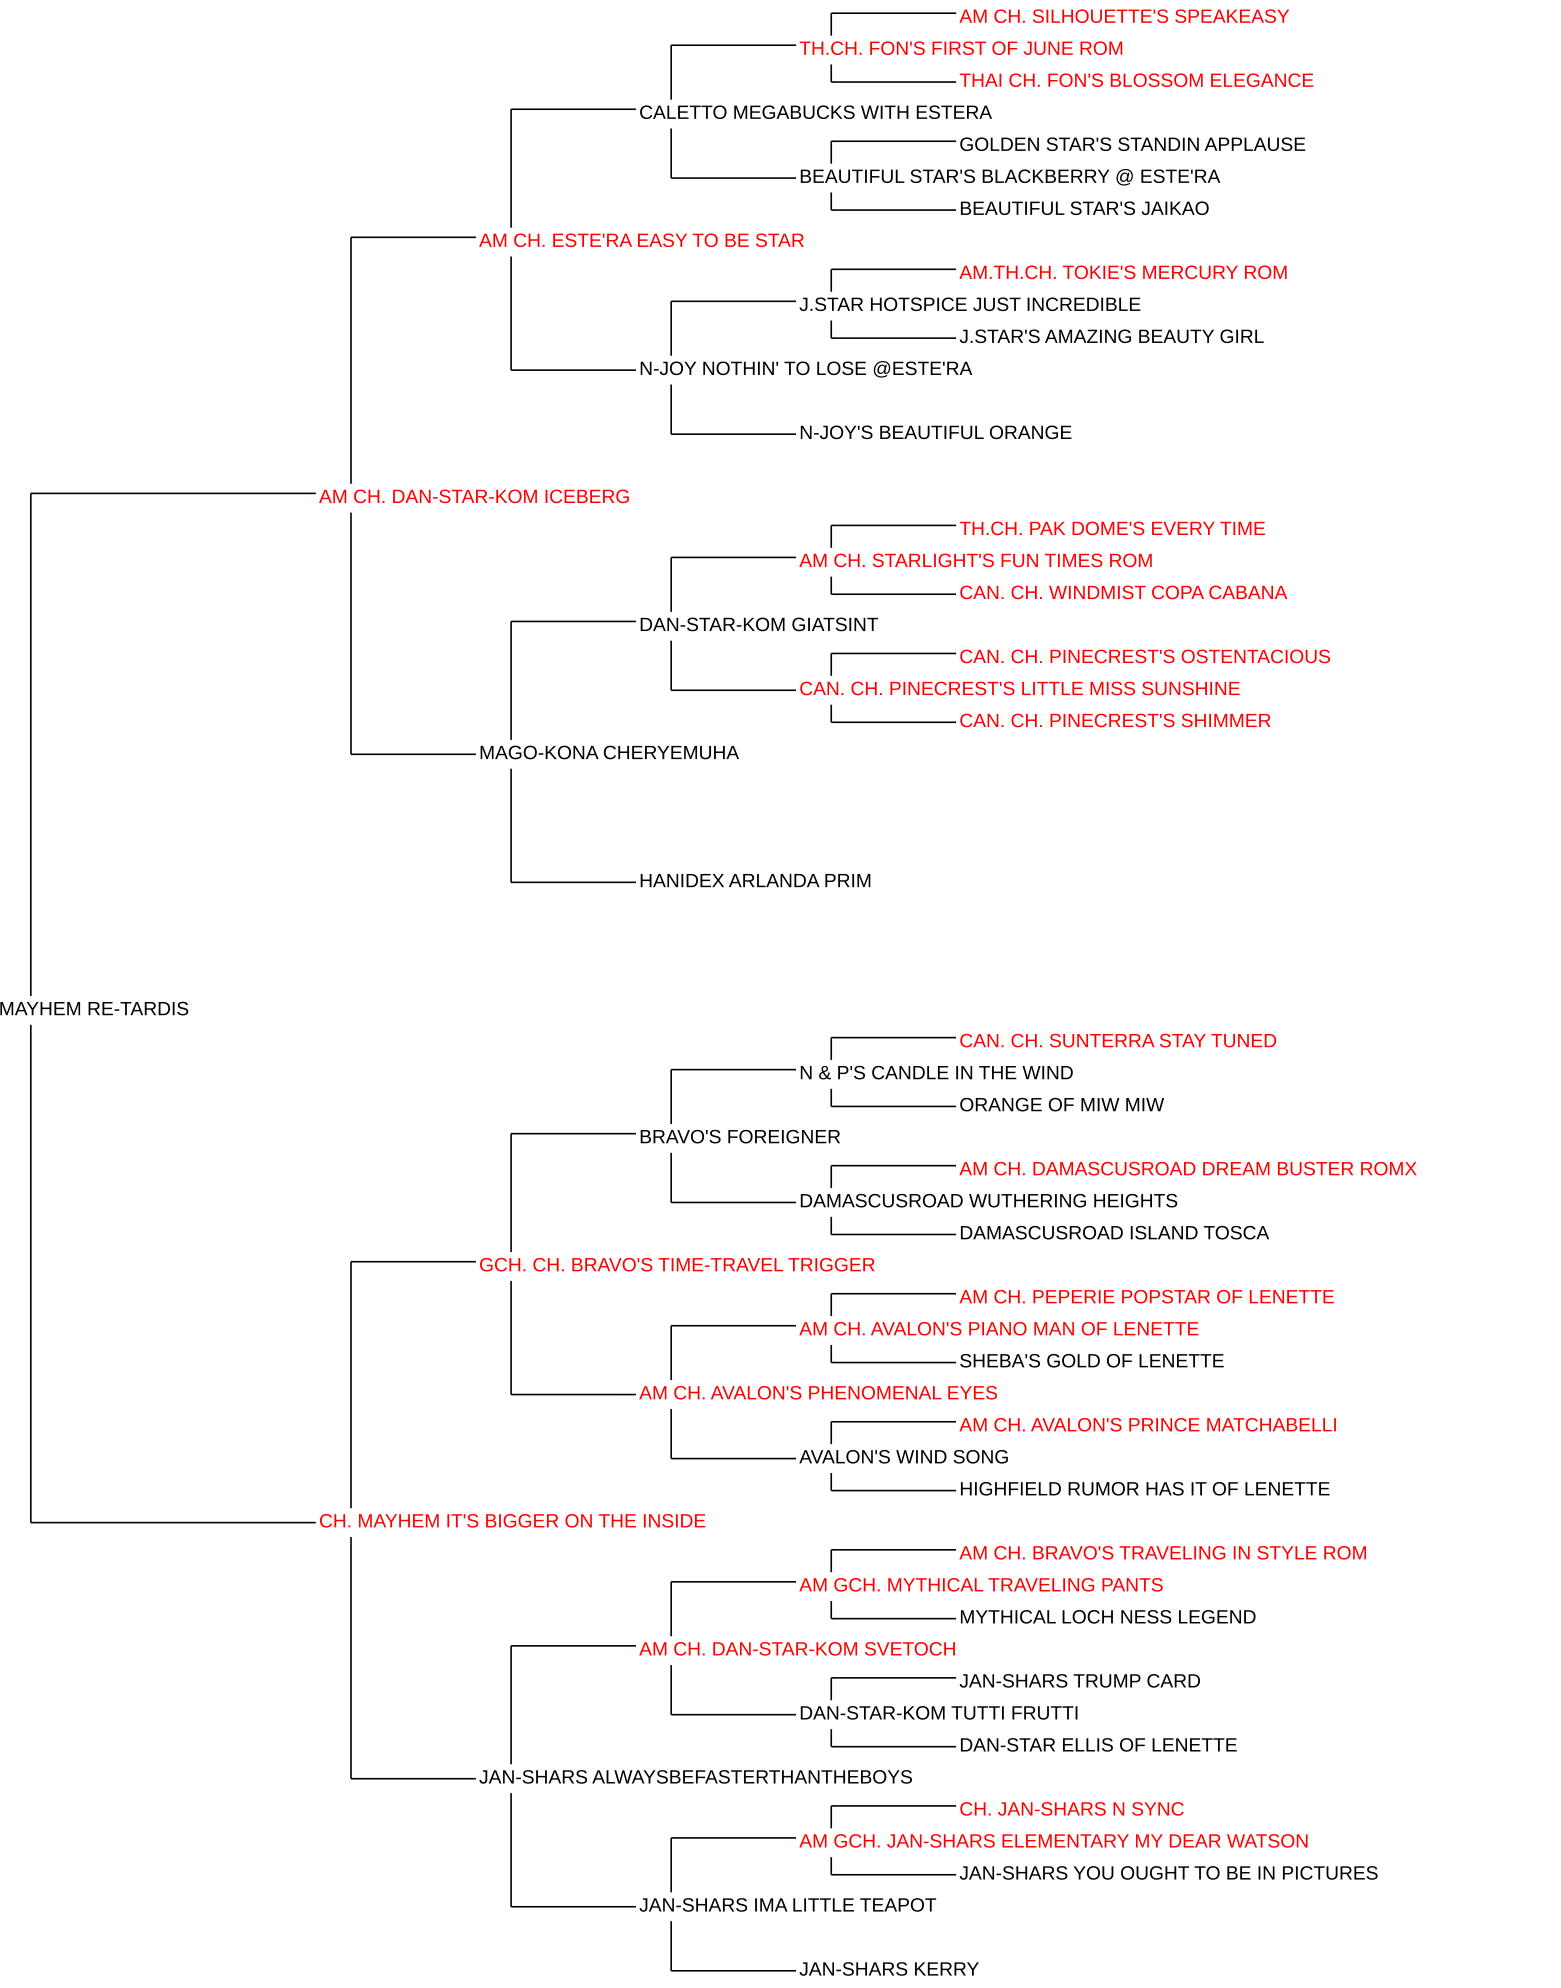 AM CH. SILHOUETTE'S SPEAKEASY
TH.CH. FON'S FIRST OF JUNE ROM
THAI CH. FON'S BLOSSOM ELEGANCE
CALETTO MEGABUCKS WITH ESTERA
GOLDEN STAR'S STANDIN APPLAUSE
BEAUTIFUL STAR'S BLACKBERRY @ ESTE'RA
BEAUTIFUL STAR'S JAIKAO
AM CH. ESTE'RA EASY TO BE STAR
AM.TH.CH. TOKIE'S MERCURY ROM
J.STAR HOTSPICE JUST INCREDIBLE
J.STAR'S AMAZING BEAUTY GIRL
N-JOY NOTHIN' TO LOSE @ESTE'RA
N-JOY'S BEAUTIFUL ORANGE
AM CH. DAN-STAR-KOM ICEBERG
TH.CH. PAK DOME'S EVERY TIME
AM CH. STARLIGHT'S FUN TIMES ROM
CAN. CH. WINDMIST COPA CABANA
DAN-STAR-KOM GIATSINT
CAN. CH. PINECREST'S OSTENTACIOUS
CAN. CH. PINECREST'S LITTLE MISS SUNSHINE
CAN. CH. PINECREST'S SHIMMER
MAGO-KONA CHERYEMUHA
HANIDEX ARLANDA PRIM
MAYHEM RE-TARDIS
CAN. CH. SUNTERRA STAY TUNED
N & P'S CANDLE IN THE WIND
ORANGE OF MIW MIW
BRAVO'S FOREIGNER
AM CH. DAMASCUSROAD DREAM BUSTER ROMX
DAMASCUSROAD WUTHERING HEIGHTS
DAMASCUSROAD ISLAND TOSCA
GCH. CH. BRAVO'S TIME-TRAVEL TRIGGER
AM CH. PEPERIE POPSTAR OF LENETTE
AM CH. AVALON'S PIANO MAN OF LENETTE
SHEBA'S GOLD OF LENETTE
AM CH. AVALON'S PHENOMENAL EYES
AM CH. AVALON'S PRINCE MATCHABELLI
AVALON'S WIND SONG
HIGHFIELD RUMOR HAS IT OF LENETTE
CH. MAYHEM IT'S BIGGER ON THE INSIDE
AM CH. BRAVO'S TRAVELING IN STYLE ROM
AM GCH. MYTHICAL TRAVELING PANTS
MYTHICAL LOCH NESS LEGEND
AM CH. DAN-STAR-KOM SVETOCH
JAN-SHARS TRUMP CARD
DAN-STAR-KOM TUTTI FRUTTI
DAN-STAR ELLIS OF LENETTE
JAN-SHARS ALWAYSBEFASTERTHANTHEBOYS
CH. JAN-SHARS N SYNC
AM GCH. JAN-SHARS ELEMENTARY MY DEAR WATSON
JAN-SHARS YOU OUGHT TO BE IN PICTURES
JAN-SHARS IMA LITTLE TEAPOT
JAN-SHARS KERRY